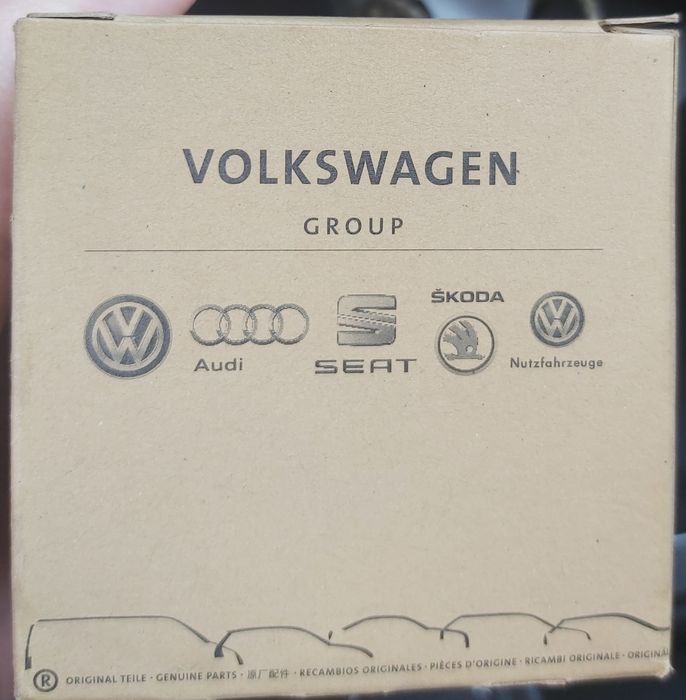 VOLKSWAGEN
GROUP
ŠKODA
Audi
SEAT
Nutzfahrzeuge
® ORIGINAL TEILE · GENUINE PARTS · 原厂配件 · RECAMBIOS ORIGINALES · PIÈCES D'ORIGINE · RICAMBI ORIGINALE · ORIGINAL